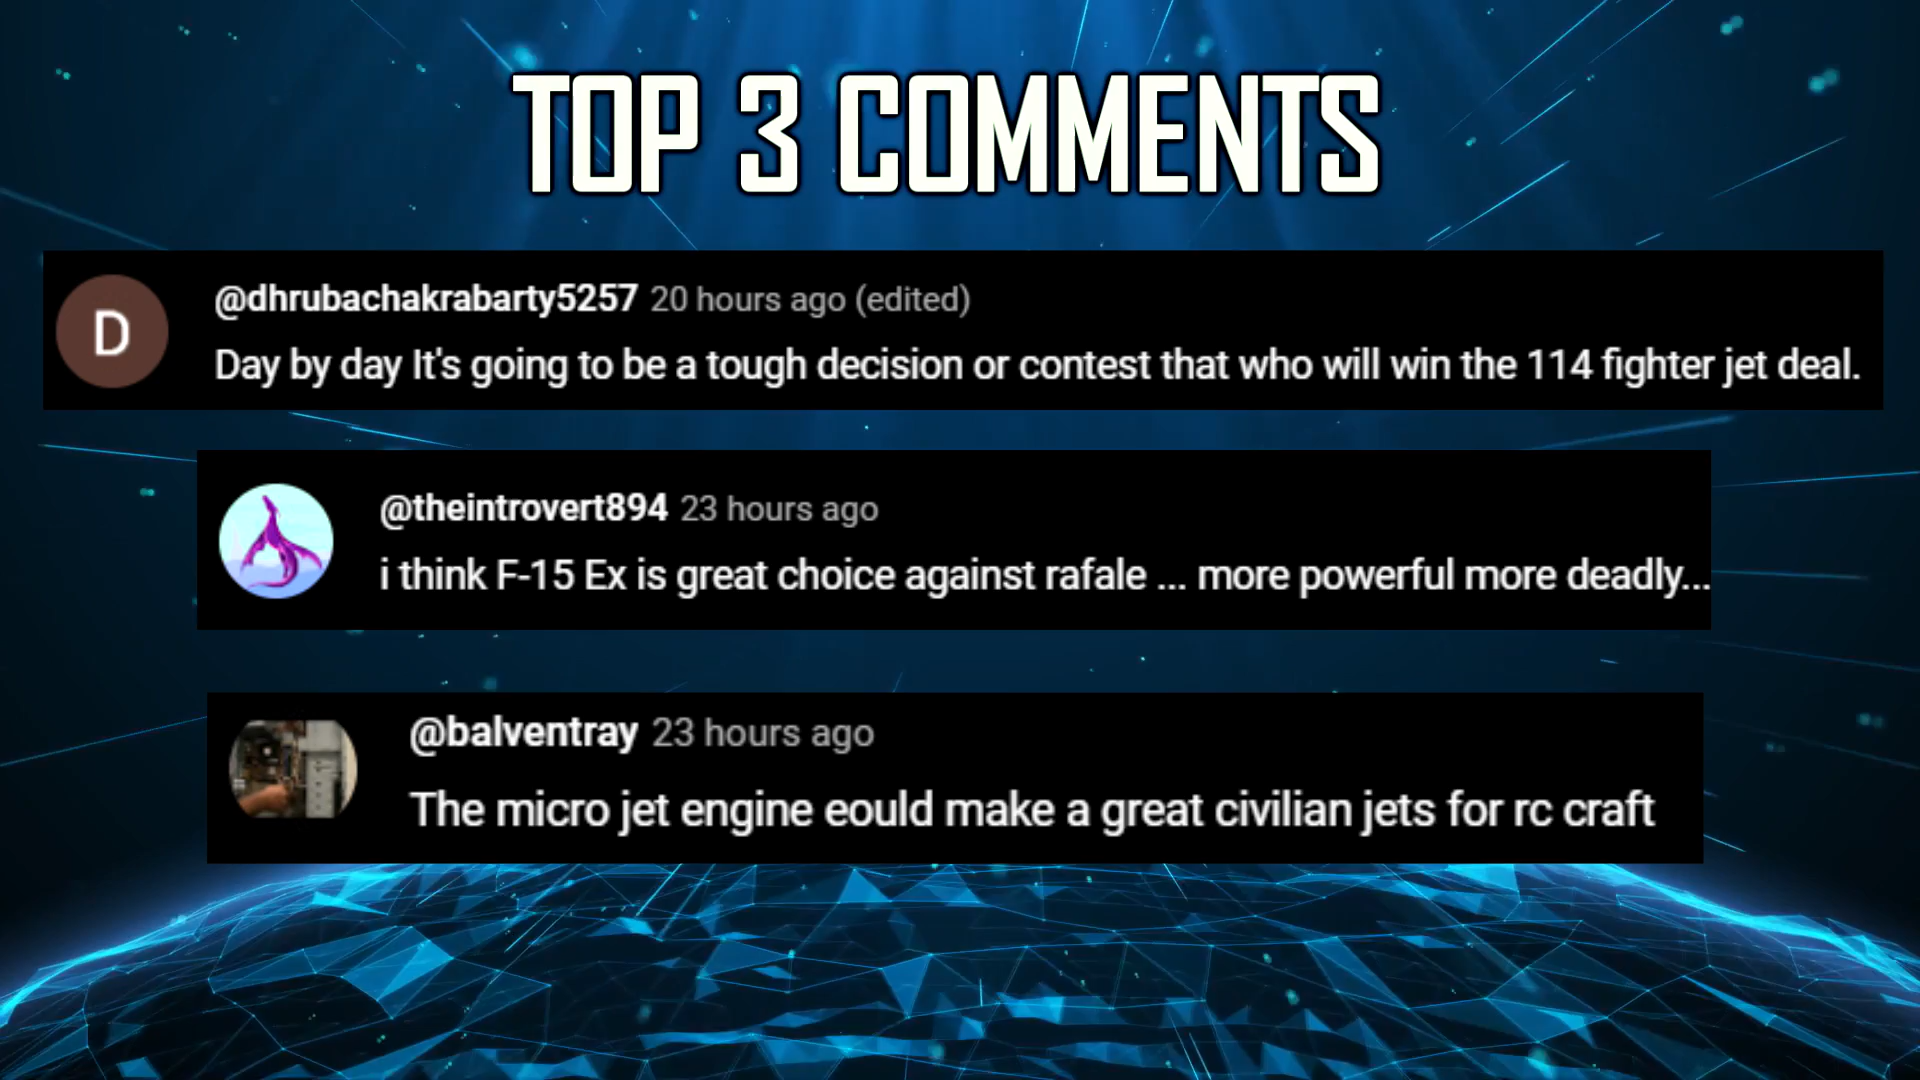 TOP 3 COMMENTS
D
@dhrubachakrabarty5257 20 hours ago (edited)
Day by day It's going to be a tough decision or contest that who will win the 114 fighter jet deal.
@theintrovert894 23 hours ago
i think F-15 Ex is great choice against rafale ... more powerful more deadly...
@balventray 23 hours ago
The micro jet engine eould make a great civilian jets for rc craft